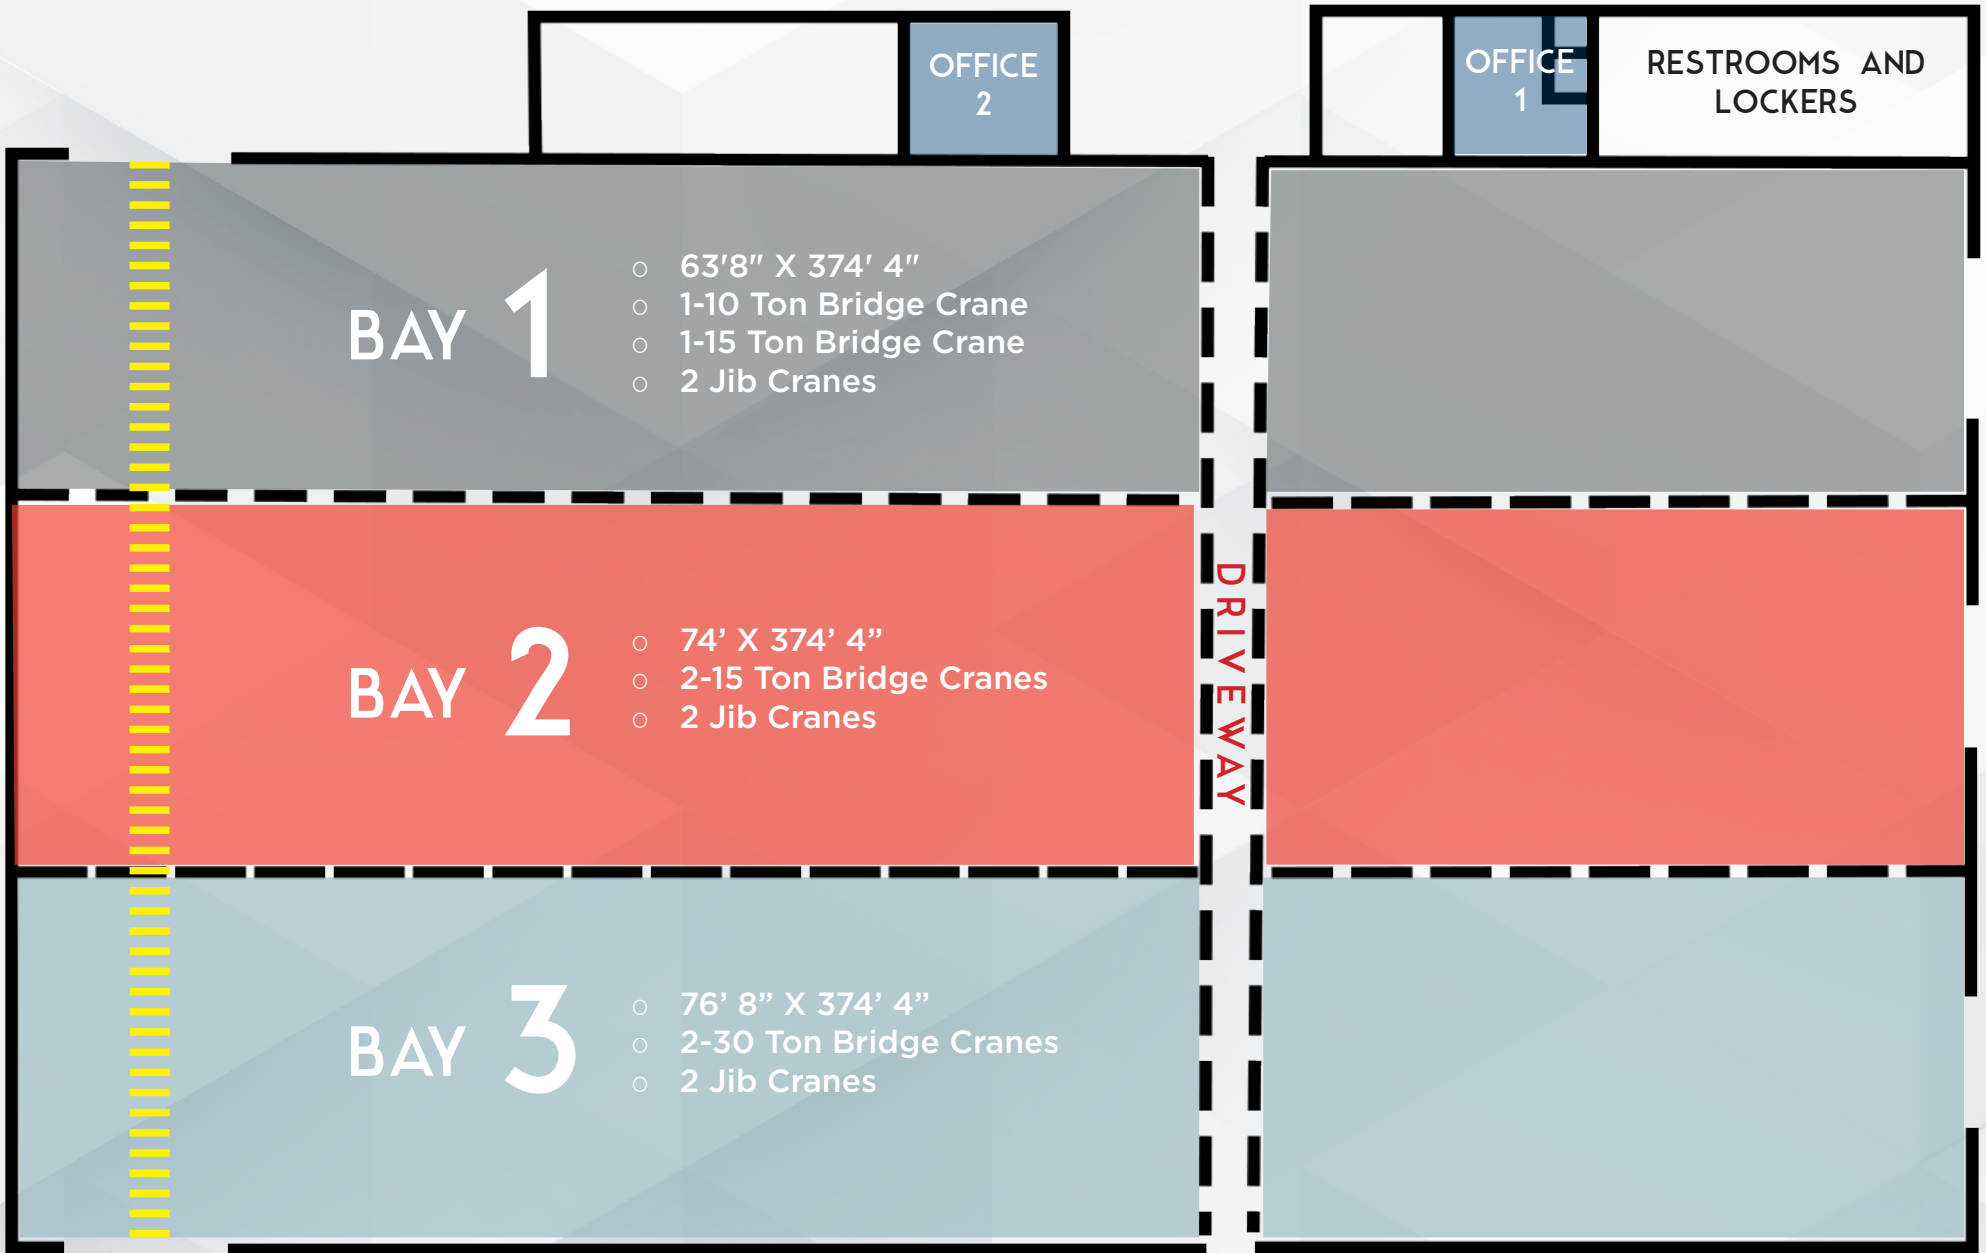 OFFICE
2
OFFICE
1
RESTROOMS AND
LOCKERS
BAY 1
○ 63'8" X 374' 4"
○ 1-10 Ton Bridge Crane
○ 1-15 Ton Bridge Crane
○ 2 Jib Cranes
BAY 2
○ 74’ X 374’ 4”
○ 2-15 Ton Bridge Cranes
○ 2 Jib Cranes
DRIVEWAY
BAY 3
○ 76’ 8” X 374’ 4”
○ 2-30 Ton Bridge Cranes
○ 2 Jib Cranes